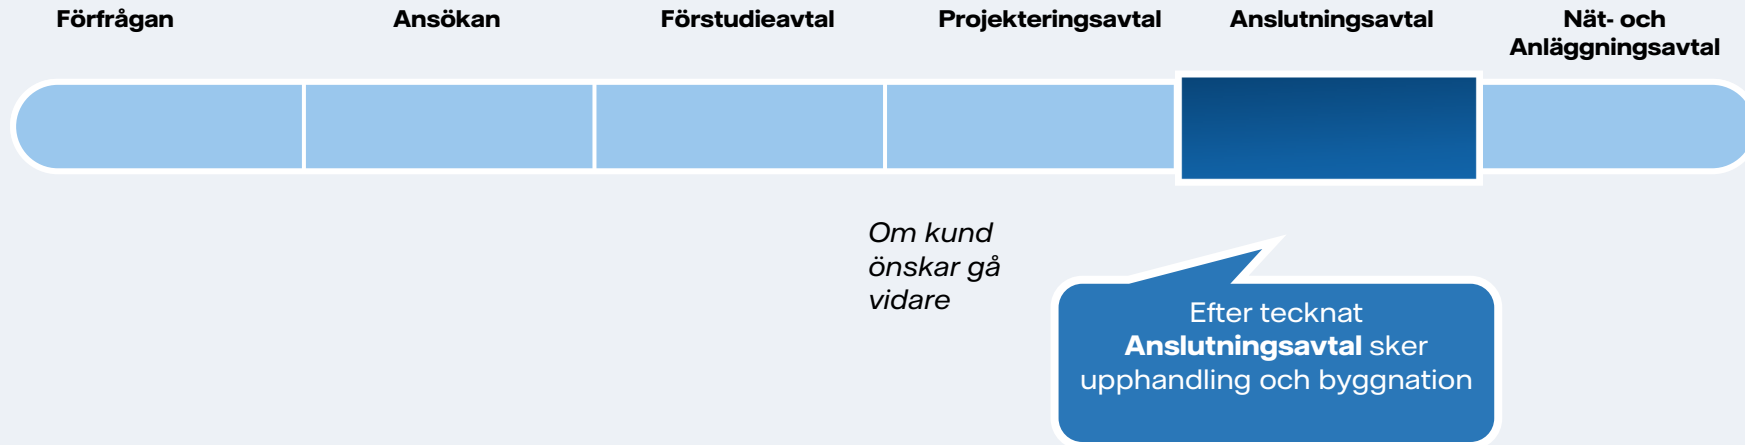 Förfrågan
Ansökan
Förstudieavtal
Projekteringsavtal
Anslutningsavtal
Nät- och
Anläggningsavtal
Om kund
önskar gå
vidare
Efter tecknat
Anslutningsavtal sker
upphandling och byggnation